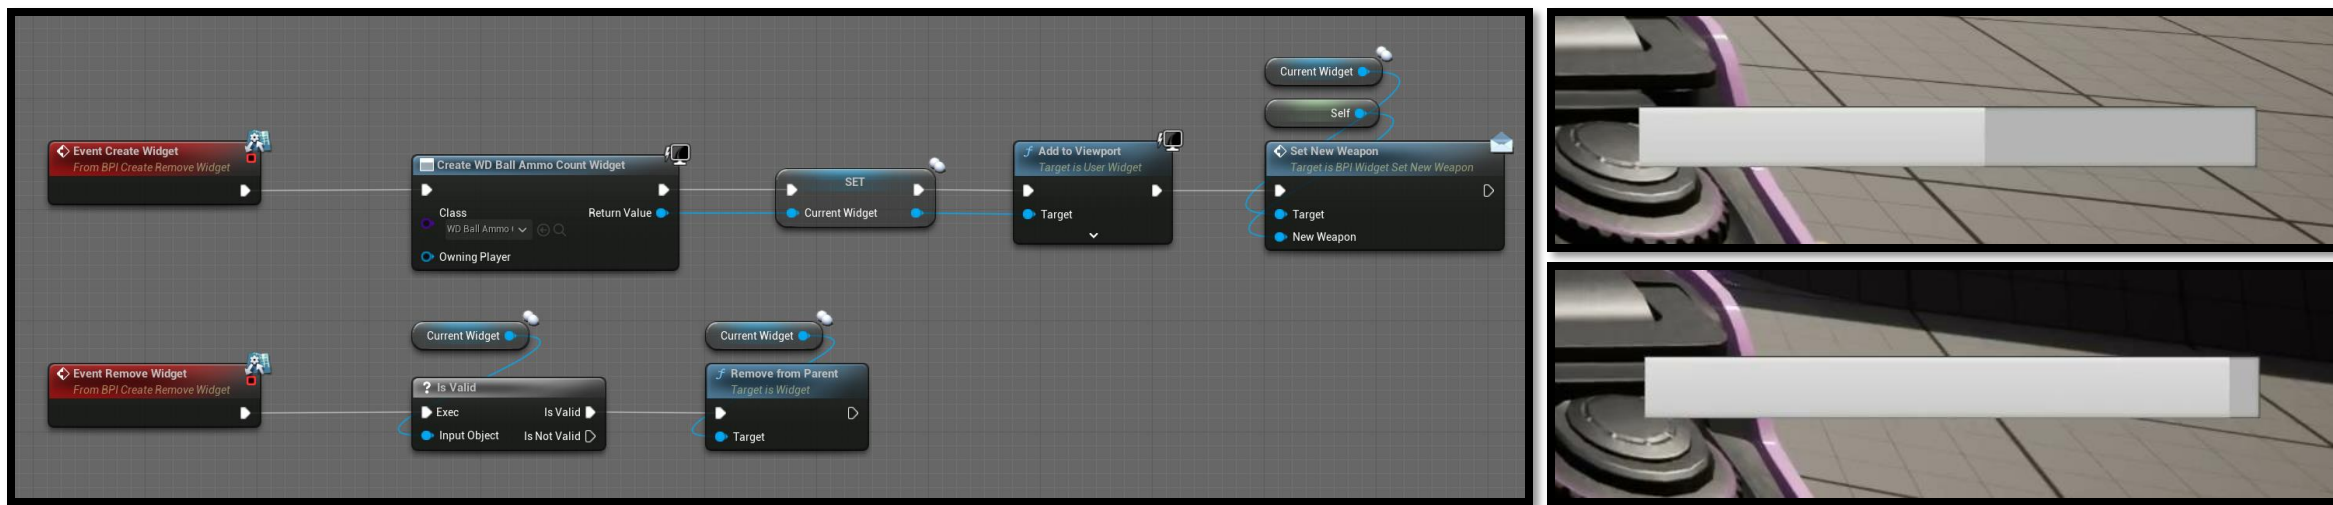 Current Widget
Self
Event Create Widget
From BPI Create Remove Widget
Create WD Ball Ammo Count Widget
Class
Return Value
WD Ball Ammo
Owning Player
SET
Current Widget
Add to Viewport
Target is User Widget
Target
Set New Weapon
Target is BPI Widget Set New Weapon
Target
New Weapon
Current Widget
Current Widget
Event Remove Widget
From BPI Create Remove Widget
Is Valid
Exec
Is Valid
Input Object
Is Not Valid
Remove from Parent
Target is Widget
Target